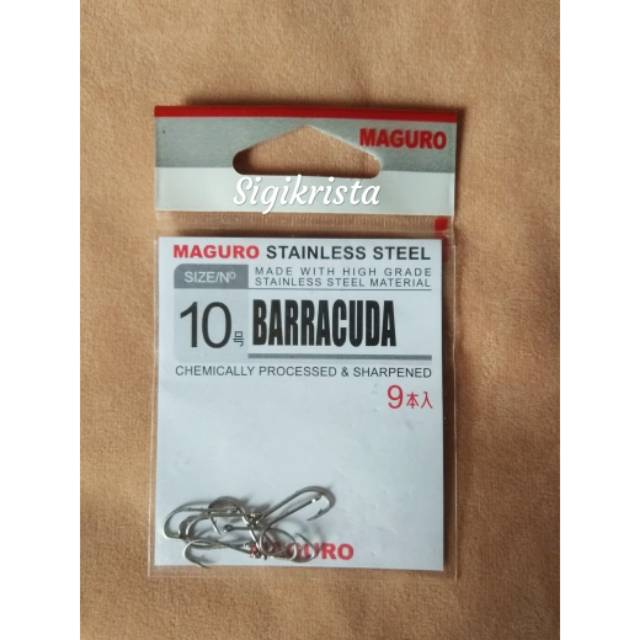 MAGURO
Sigikrista
MAGURO STAINLESS STEEL
SIZE/Nº
MADE WITH HIGH GRADE
STAINLESS STEEL MATERIAL
10号
BARRACUDA
CHEMICALLY PROCESSED & SHARPENED
9本入
MAGURO